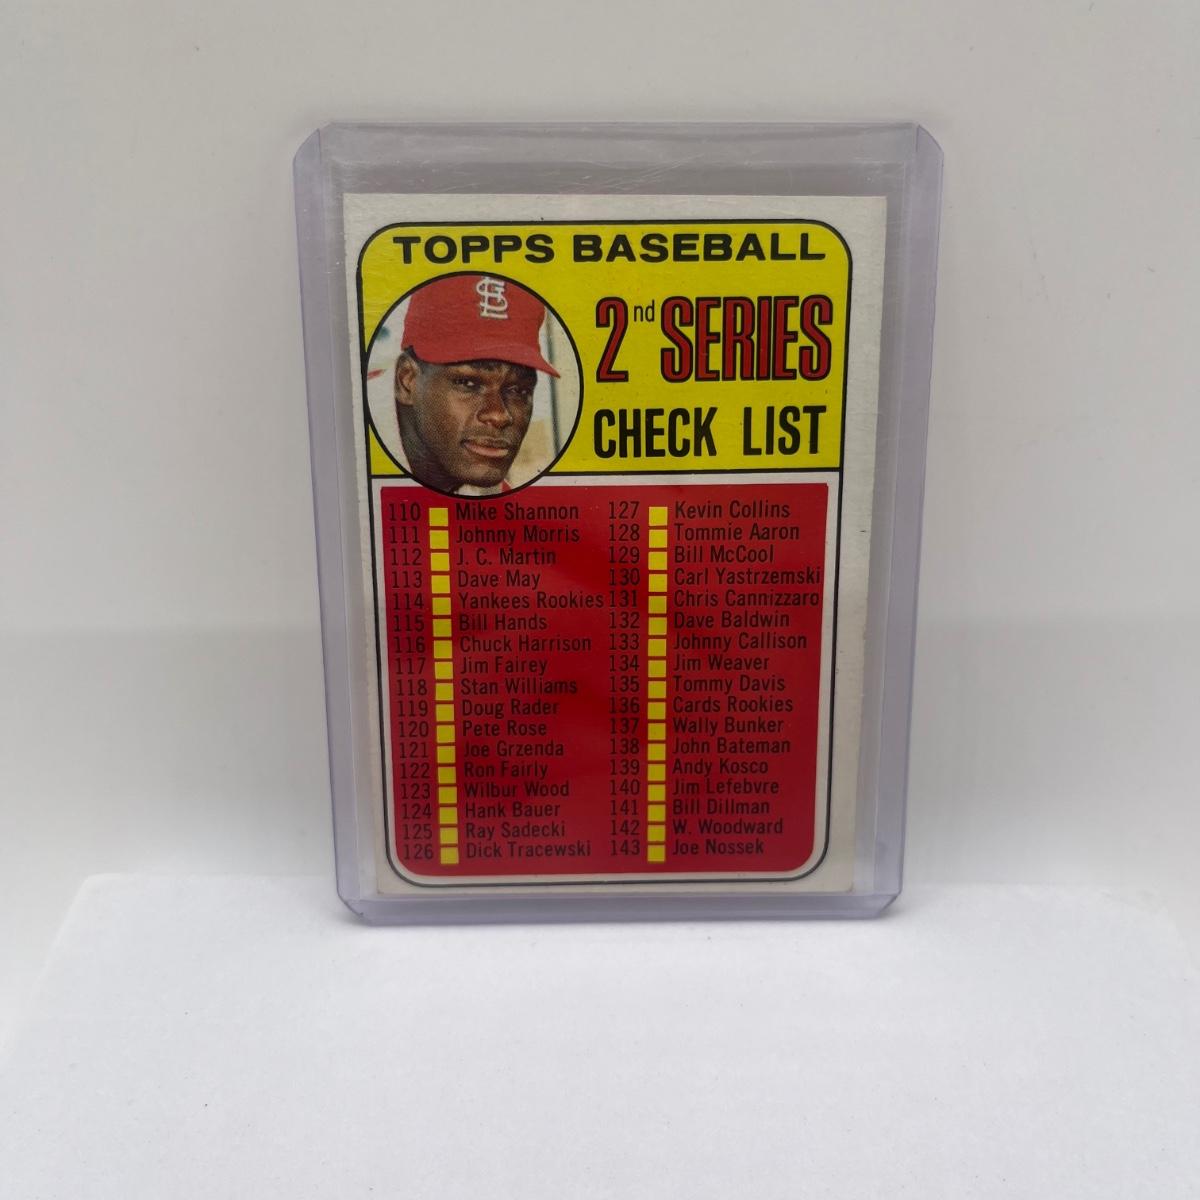 TOPPS BASEBALL
STL
2nd SERIES
CHECK LIST
110 Mike Shannon
111 Johnny Morris
112 J. C. Martin
113 Dave May
114 Yankees Rookies
115 Bill Hands
116 Chuck Harrison
117 Jim Fairey
118 Stan Williams
119 Doug Rader
120 Pete Rose
121 Joe Grzenda
122 Ron Fairly
123 Wilbur Wood
124 Hank Bauer
125 Ray Sadecki
126 Dick Tracewski
127 Kevin Collins
128 Tommie Aaron
129 Bill McCool
130 Carl Yastrzemski
131 Chris Cannizzaro
132 Dave Baldwin
133 Johnny Callison
134 Jim Weaver
135 Tommy Davis
136 Cards Rookies
137 Wally Bunker
138 John Bateman
139 Andy Kosco
140 Jim Lefebvre
141 Bill Dillman
142 W. Woodward
143 Joe Nossek